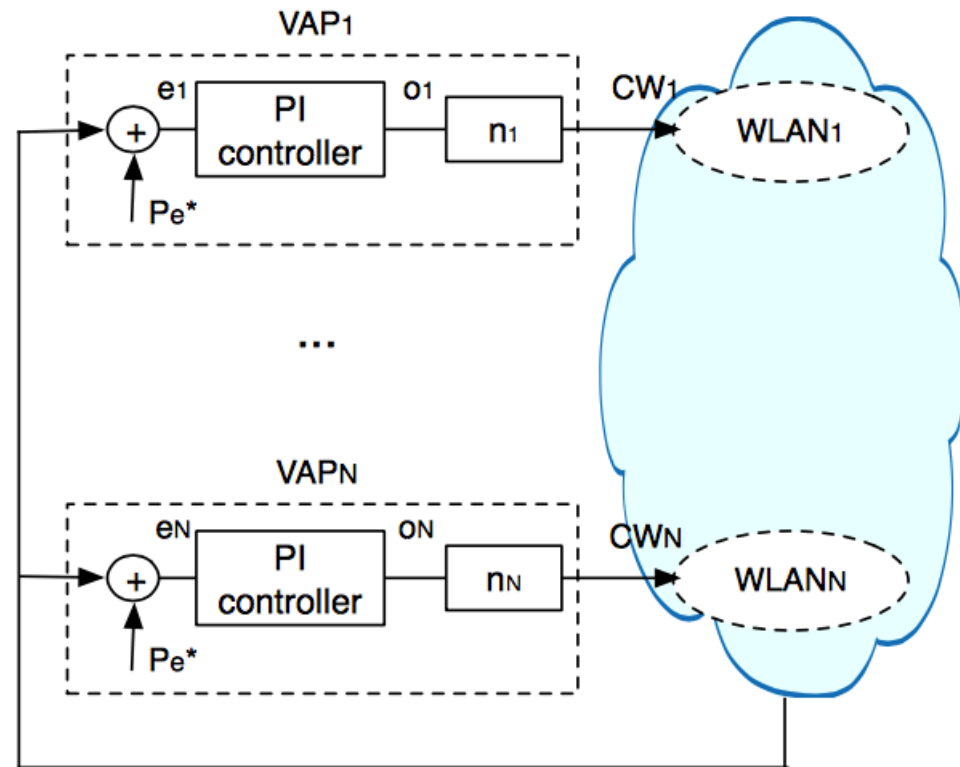 VAP1
e1
PI
controller
o1
n1
CW1
WLAN1
+
Pe*
...
VAPN
eN
PI
controller
oN
nN
CWN
WLANN
+
Pe*